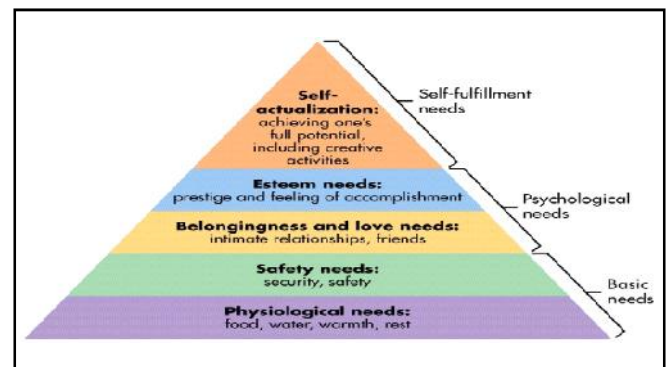 Self-
actualization:
achieving one's
full potential,
including creative
activities
Esteem needs:
prestige and feeling of accomplishment
Belongingness and love needs:
intimate relationships, friends
Safety needs:
security, safety
Physiological needs:
food, water, warmth, rest
Self-fulfillment
needs
Psychological
needs
Basic
needs